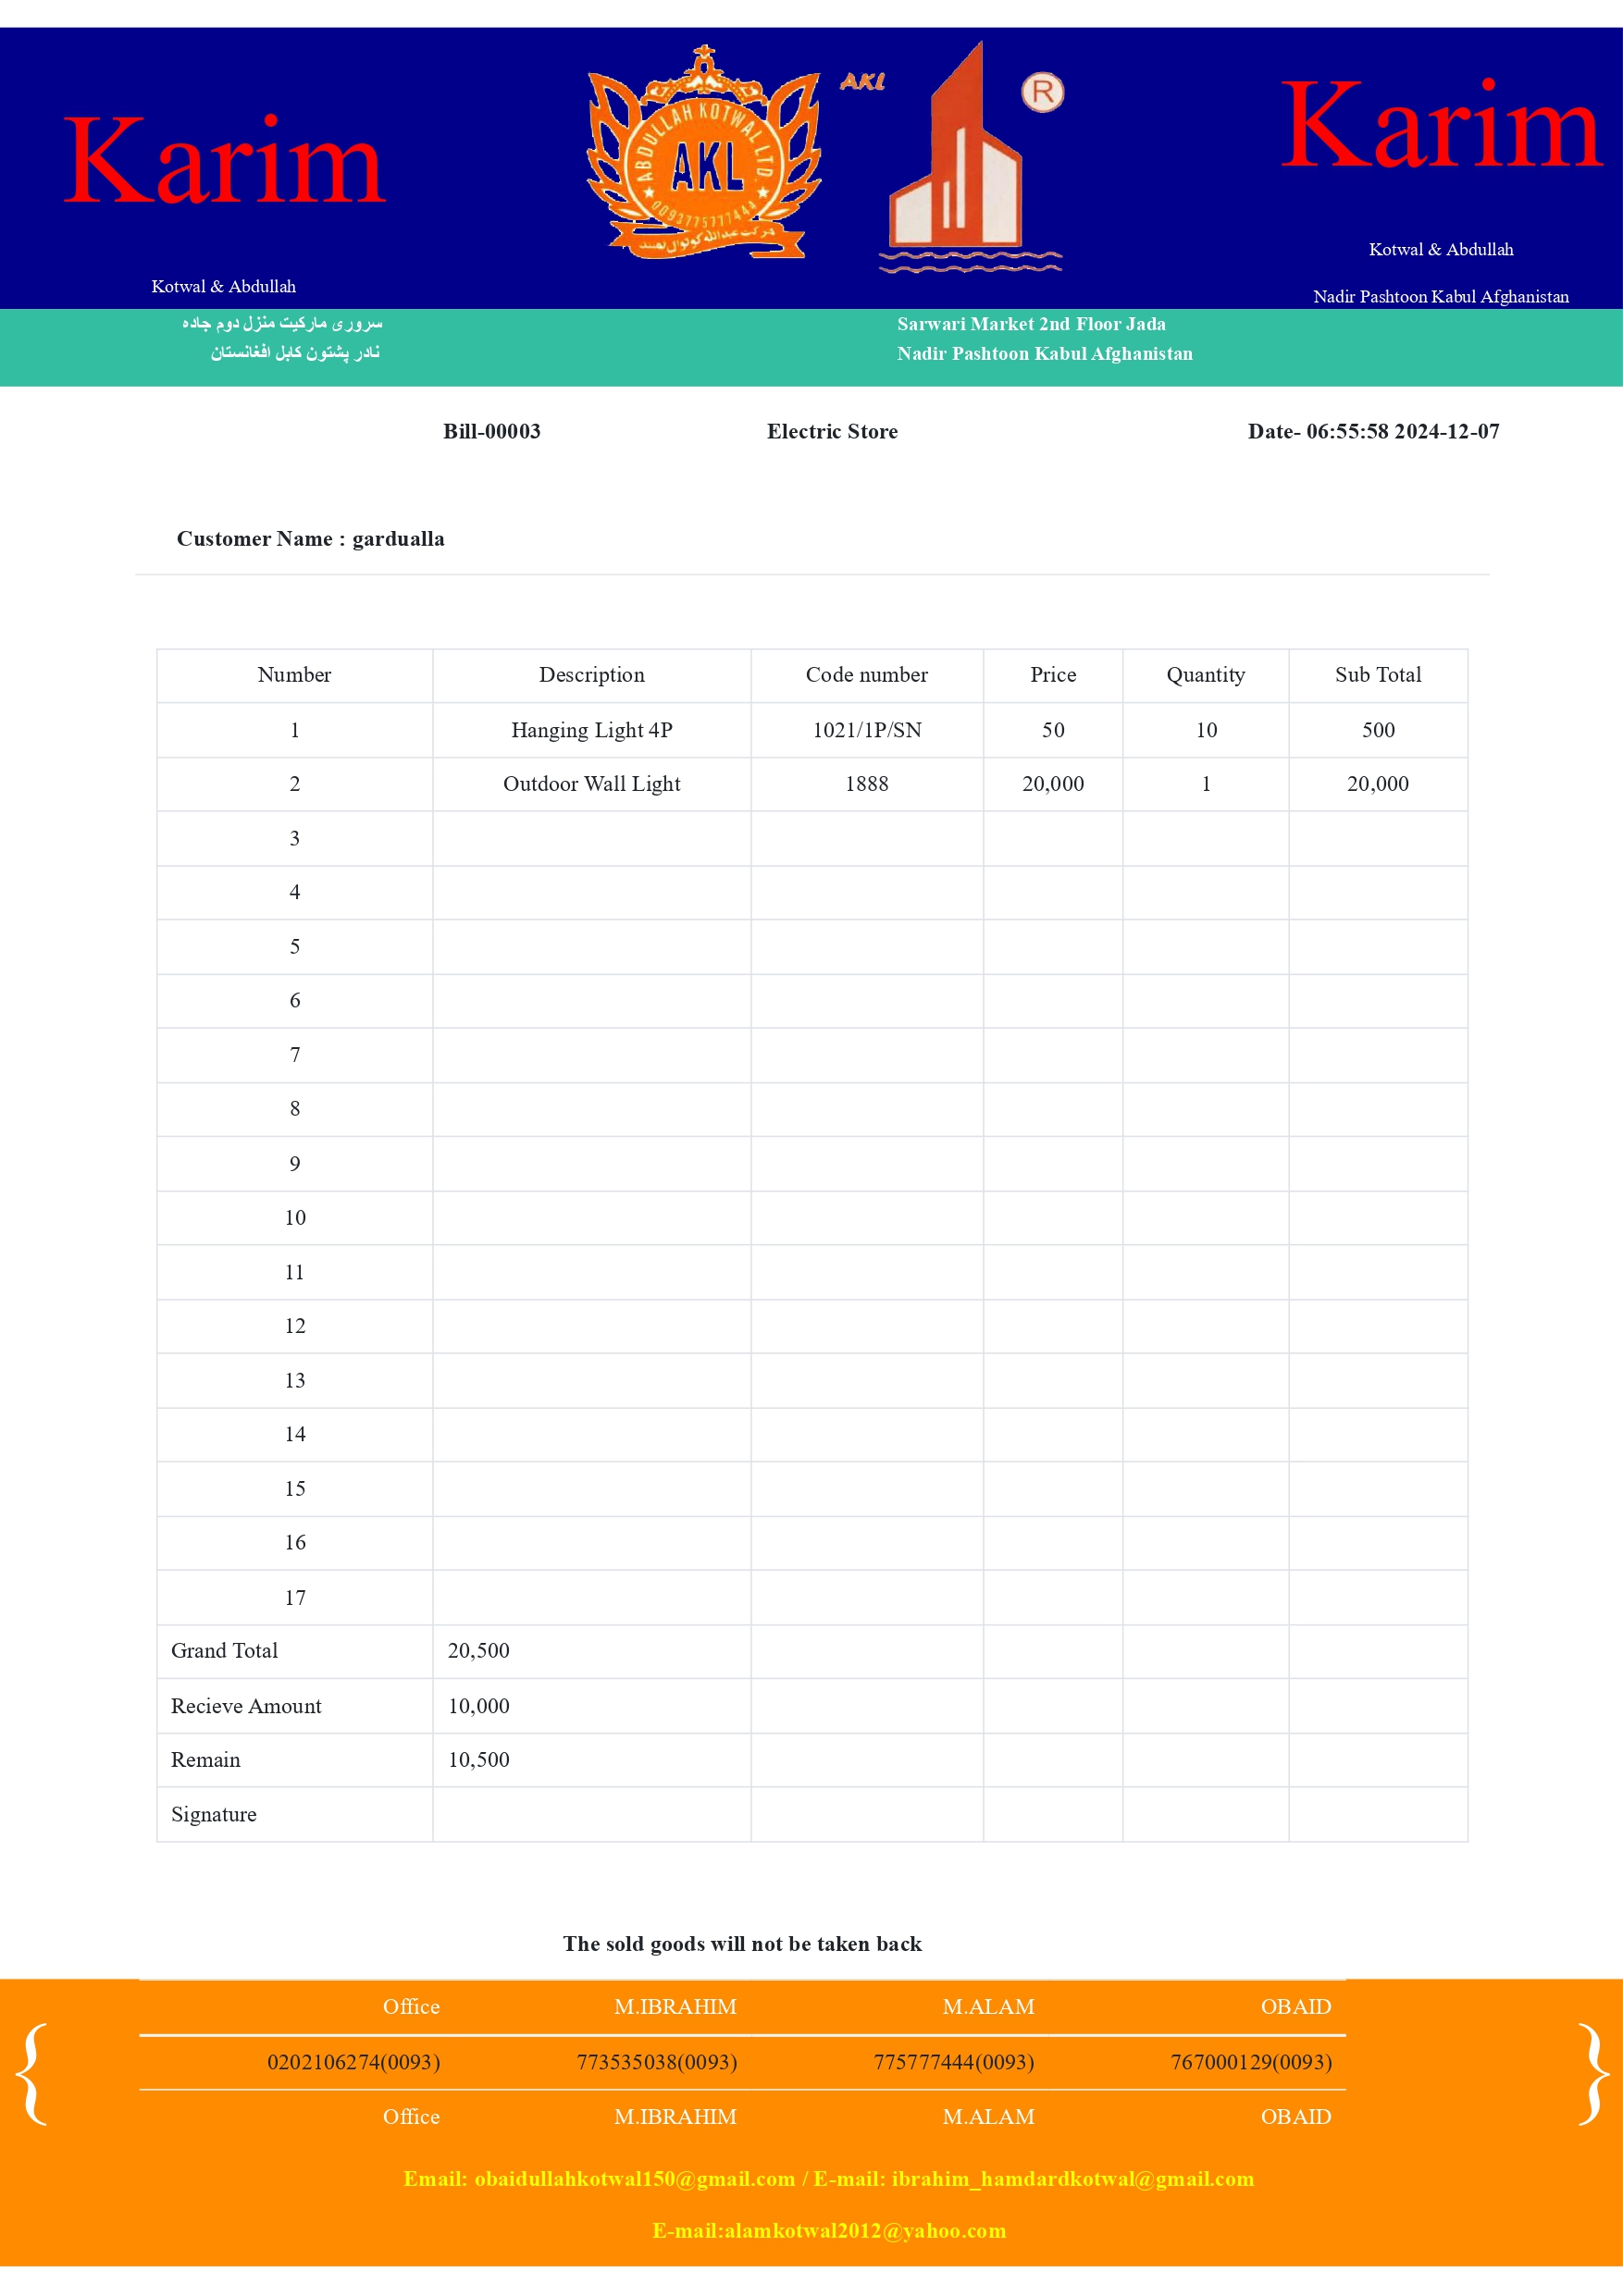 Karim
Kotwal & Abdullah
ABDULLAH KOTWAL LTD.
AKL
0093775777444
شرکت عبدالله کوتوال لمیتد
AKL
R
Karim
Kotwal & Abdullah
Nadir Pashtoon Kabul Afghanistan
سروری مارکیت منزل دوم جاده
نادر پشتون کابل افغانستان
Sarwari Market 2nd Floor Jada
Nadir Pashtoon Kabul Afghanistan
Bill-00003 Electric Store Date- 06:55:58 2024-12-07
Customer Name : gardualla
Number Description Code number Price Quantity Sub Total
1 Hanging Light 4P 1021/1P/SN 50 10 500
2 Outdoor Wall Light 1888 20,000 1 20,000
3
4
5
6
7
8
9
10
11
12
13
14
15
16
17
Grand Total 20,500
Recieve Amount 10,000
Remain 10,500
Signature
The sold goods will not be taken back
Office M.IBRAHIM M.ALAM OBAID
{ 0202106274(0093) 773535038(0093) 775777444(0093) 767000129(0093) }
Office M.IBRAHIM M.ALAM OBAID
Email: obaidullahkotwal150@gmail.com / E-mail: ibrahim_hamdardkotwal@gmail.com
E-mail:alamkotwal2012@yahoo.com